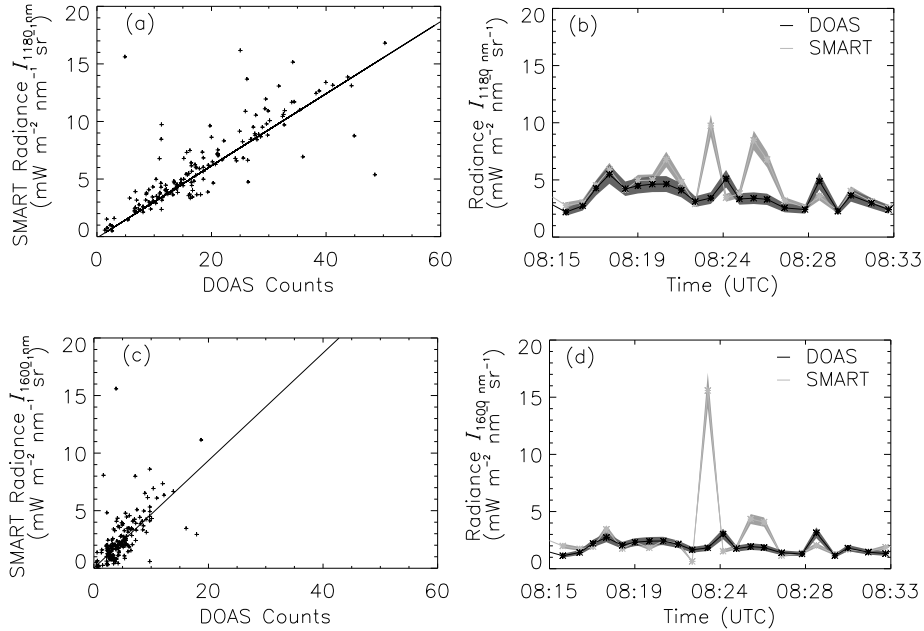 (a)
SMART Radiance I1180 nm
(mW m−2 nm−1 sr−1)
20
15
10
5
0
0 20 40 60
DOAS Counts
(b)
DOAS
SMART
Radiance I1180 nm
(mW m−2 nm−1 sr−1)
20
15
10
5
0
08:15 08:19 08:24 08:28 08:33
Time (UTC)
(c)
SMART Radiance I1600 nm
(mW m−2 nm−1 sr−1)
20
15
10
5
0
0 20 40 60
DOAS Counts
(d)
DOAS
SMART
Radiance I1600 nm
(mW m−2 nm−1 sr−1)
20
15
10
5
0
08:15 08:19 08:24 08:28 08:33
Time (UTC)